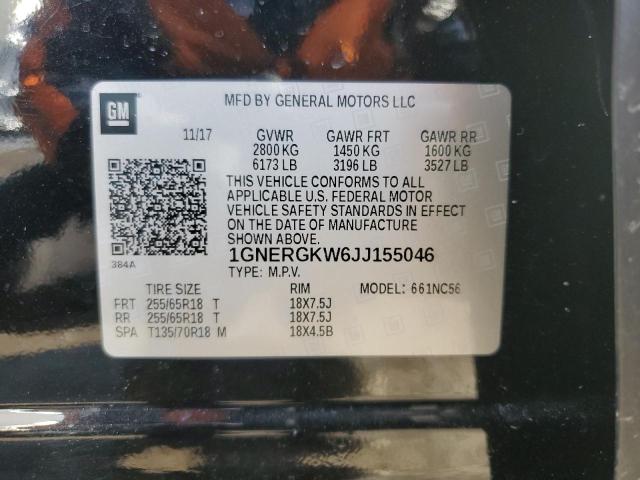 GM
MFD BY GENERAL MOTORS LLC
11/17 GVWR GAWR FRT GAWR RR
2800 KG 1450 KG 1600 KG
6173 LB 3196 LB 3527 LB
THIS VEHICLE CONFORMS TO ALL
APPLICABLE U.S. FEDERAL MOTOR
VEHICLE SAFETY STANDARDS IN EFFECT
ON THE DATE OF MANUFACTURE
SHOWN ABOVE.
384A
1GNERGKW6JJ155046
TYPE: M.P.V.
TIRE SIZE RIM MODEL: 661NC56
FRT 255/65R18 T 18X7.5J
RR 255/65R18 T 18X7.5J
SPA T135/70R18 M 18X4.5B